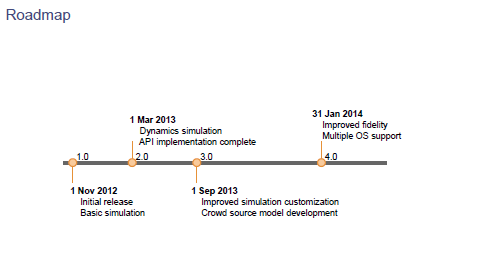 Roadmap
1 Mar 2013
Dynamics simulation
API implementation complete
31 Jan 2014
Improved fidelity
Multiple OS support
1.0
2.0
3.0
4.0
1 Nov 2012
Initial release
Basic simulation
1 Sep 2013
Improved simulation customization
Crowd source model development